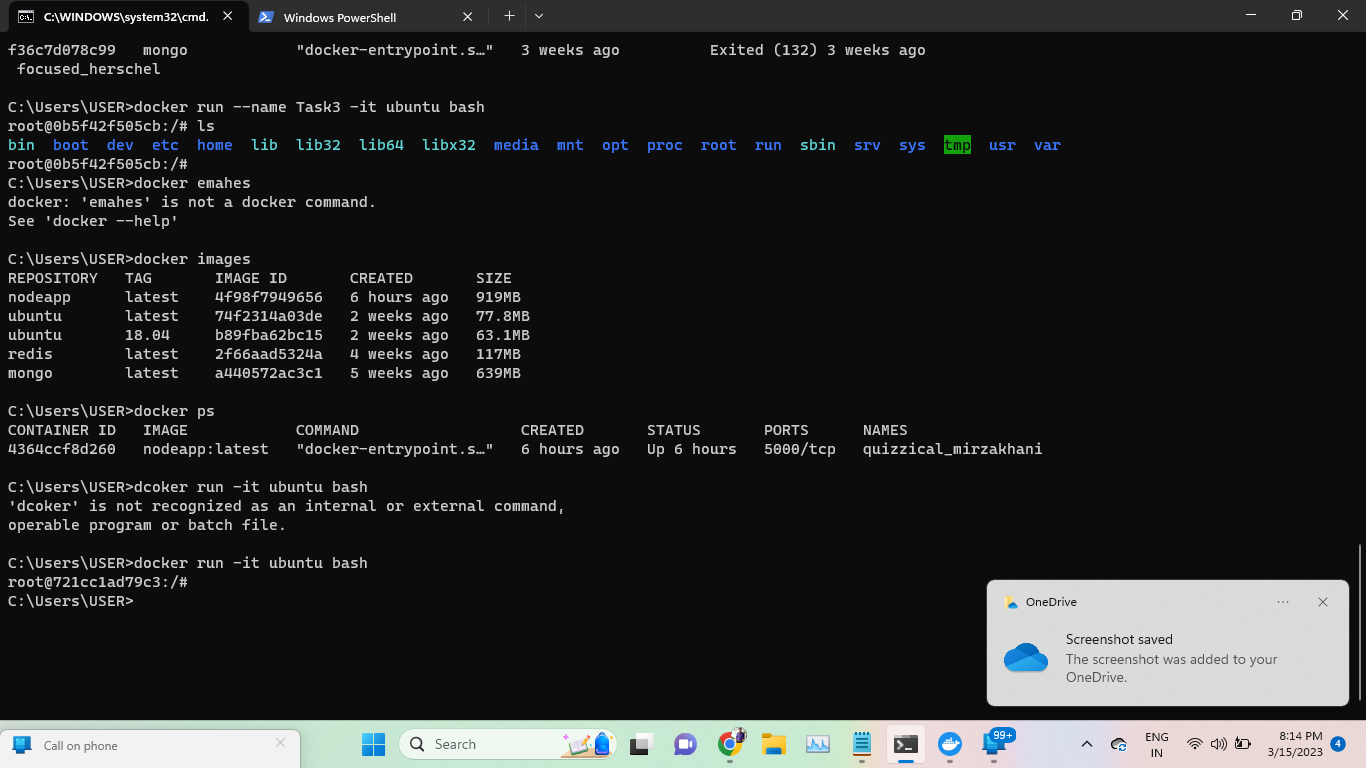 C:\WINDOWS\system32\cmd.
Windows PowerShell
f36c7d078c99   mongo            "docker-entrypoint.s…"   3 weeks ago          Exited (132) 3 weeks ago
 focused_herschel
C:\Users\USER>docker run --name Task3 -it ubuntu bash
root@0b5f42f505cb:/# ls
bin  boot  dev  etc  home  lib  lib32  lib64  libx32  media  mnt  opt  proc  root  run  sbin  srv  sys  tmp  usr  var
root@0b5f42f505cb:/#
C:\Users\USER>docker emahes
docker: 'emahes' is not a docker command.
See 'docker --help'
C:\Users\USER>docker images
REPOSITORY   TAG       IMAGE ID       CREATED       SIZE
nodeapp      latest    4f98f7949656   6 hours ago   919MB
ubuntu       latest    74f2314a03de   2 weeks ago   77.8MB
ubuntu       18.04     b89fba62bc15   2 weeks ago   63.1MB
redis        latest    2f66aad5324a   4 weeks ago   117MB
mongo        latest    a440572ac3c1   5 weeks ago   639MB
C:\Users\USER>docker ps
CONTAINER ID   IMAGE            COMMAND                  CREATED       STATUS       PORTS      NAMES
4364ccf8d260   nodeapp:latest   "docker-entrypoint.s…"   6 hours ago   Up 6 hours   5000/tcp   quizzical_mirzakhani
C:\Users\USER>dcoker run -it ubuntu bash
'dcoker' is not recognized as an internal or external command,
operable program or batch file.
C:\Users\USER>docker run -it ubuntu bash
root@721cc1ad79c3:/#
C:\Users\USER>
OneDrive
Screenshot saved
The screenshot was added to your
OneDrive.
Call on phone
Search
99+
ENG
IN
8:14 PM
3/15/2023
4